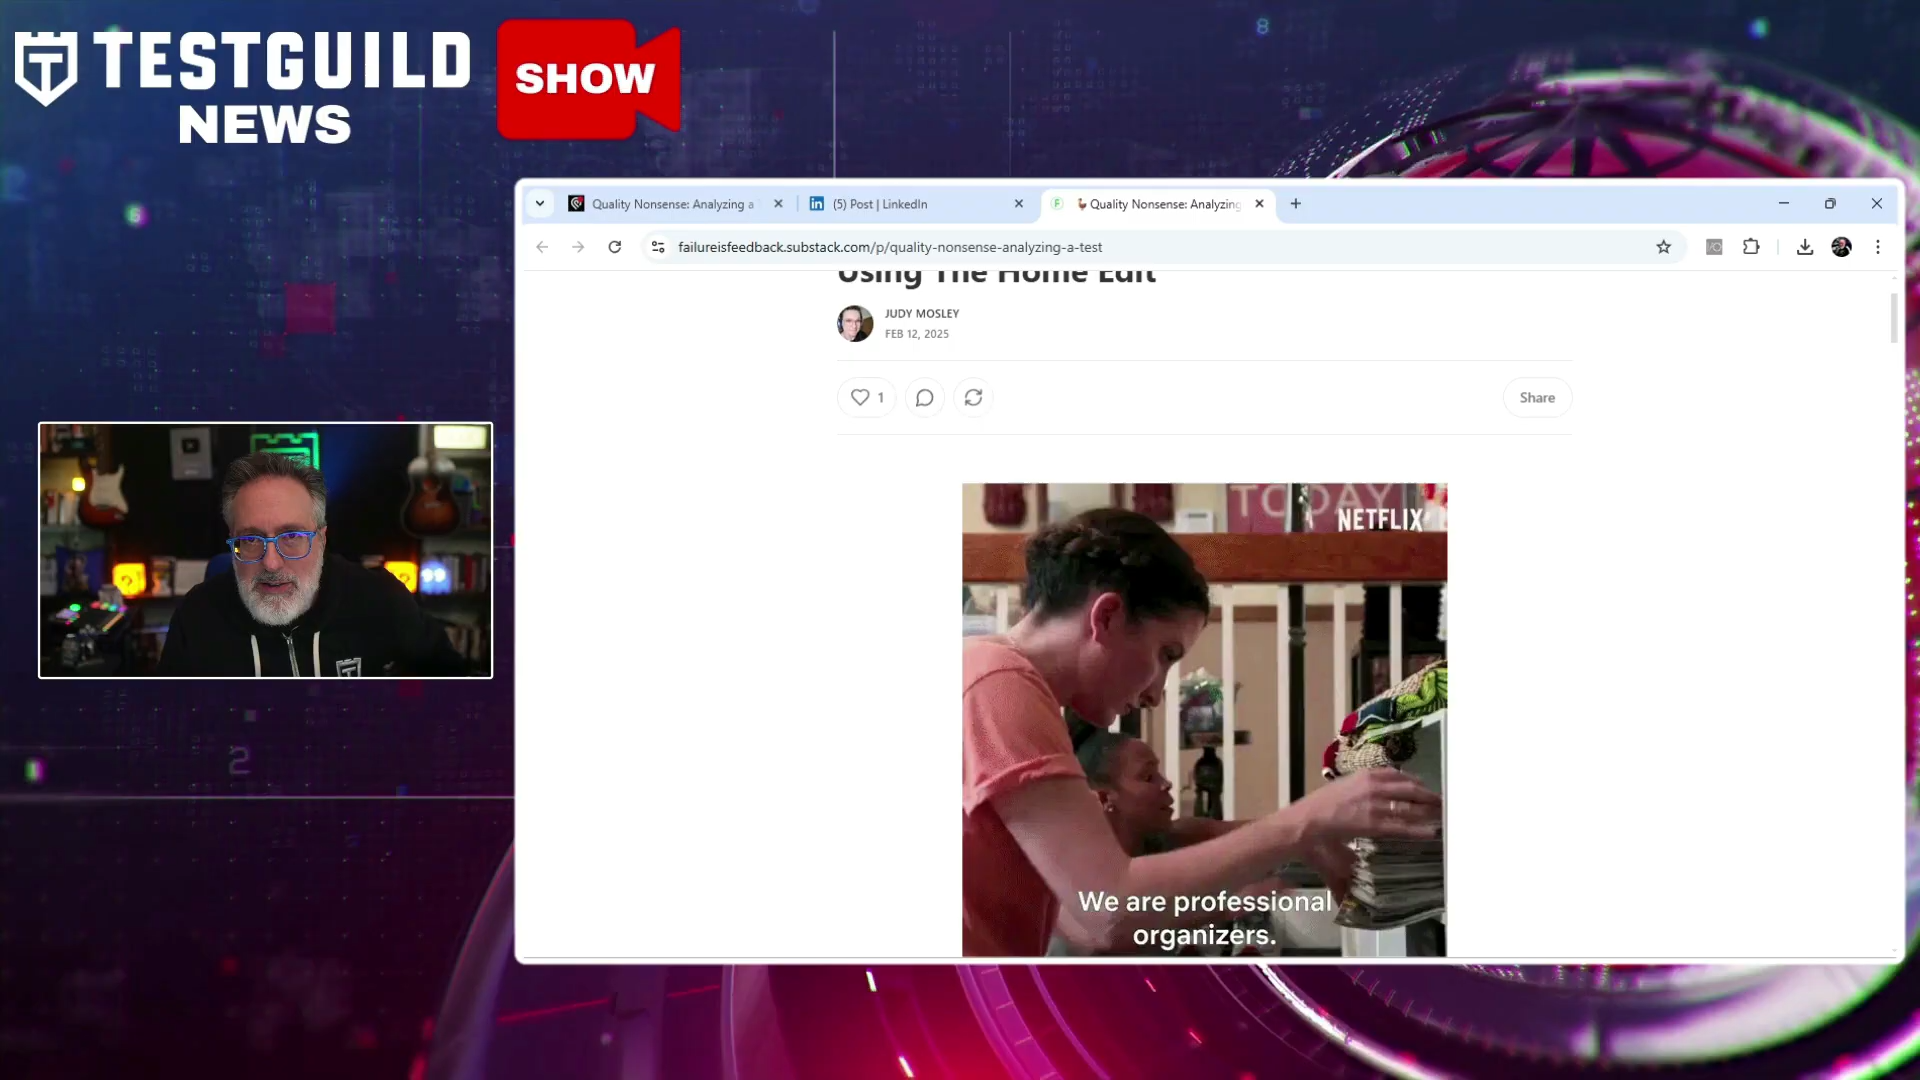 TESTGUILD
NEWS
SHOW
Quality Nonsense: Analyzing a
(5) Post | LinkedIn
Quality Nonsense: Analyzing
failureisfeedback.substack.com/p/quality-nonsense-analyzing-a-test
Using The Home Edit
JUDY MOSLEY
FEB 12, 2025
1
Share
TODAY
NETFLIX
We are professional
organizers.